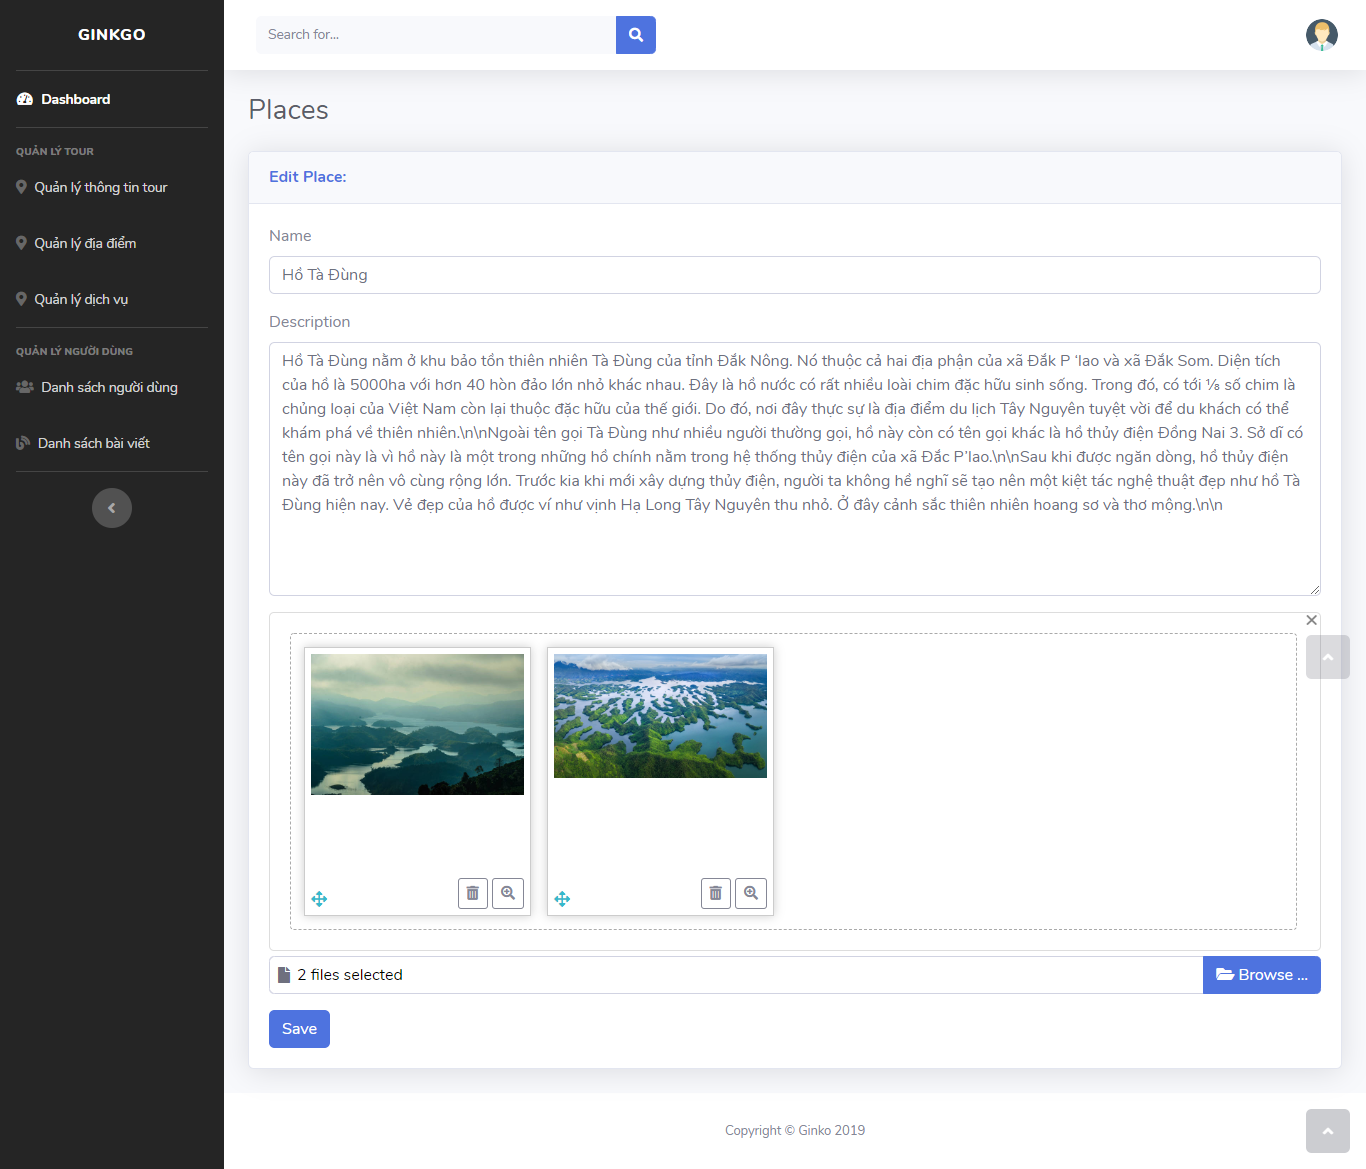 GINKGO
Search for...
Dashboard
QUẢN LÝ TOUR
Quản lý thông tin tour
Quản lý địa điểm
Quản lý dịch vụ
QUẢN LÝ NGƯỜI DÙNG
Danh sách người dùng
Danh sách bài viết
Places
Edit Place:
Name
Hồ Tà Đùng
Description
Hồ Tà Đùng nằm ở khu bảo tồn thiên nhiên Tà Đùng của tỉnh Đắk Nông. Nó thuộc cả hai địa phận của xã Đắk P ‘lao và xã Đắk Som. Diện tích
của hồ là 5000ha với hơn 40 hòn đảo lớn nhỏ khác nhau. Đây là hồ nước có rất nhiều loài chim đặc hữu sinh sống. Trong đó, có tới ⅛ số chim là
chủng loại của Việt Nam còn lại thuộc đặc hữu của thế giới. Do đó, nơi đây thực sự là địa điểm du lịch Tây Nguyên tuyệt vời để du khách có thể
khám phá về thiên nhiên.\n\nNgoài tên gọi Tà Đùng như nhiều người thường gọi, hồ này còn có tên gọi khác là hồ thủy điện Đồng Nai 3. Sở dĩ có
tên gọi này là vì hồ này là một trong những hồ chính nằm trong hệ thống thủy điện của xã Đắc P’lao.\n\nSau khi được ngăn dòng, hồ thủy điện
này đã trở nên vô cùng rộng lớn. Trước kia khi mới xây dựng thủy điện, người ta không hề nghĩ sẽ tạo nên một kiệt tác nghệ thuật đẹp như hồ Tà
Đùng hiện nay. Vẻ đẹp của hồ được ví như vịnh Hạ Long Tây Nguyên thu nhỏ. Ở đây cảnh sắc thiên nhiên hoang sơ và thơ mộng.\n\n
2 files selected
Browse ...
Save
Copyright © Ginko 2019